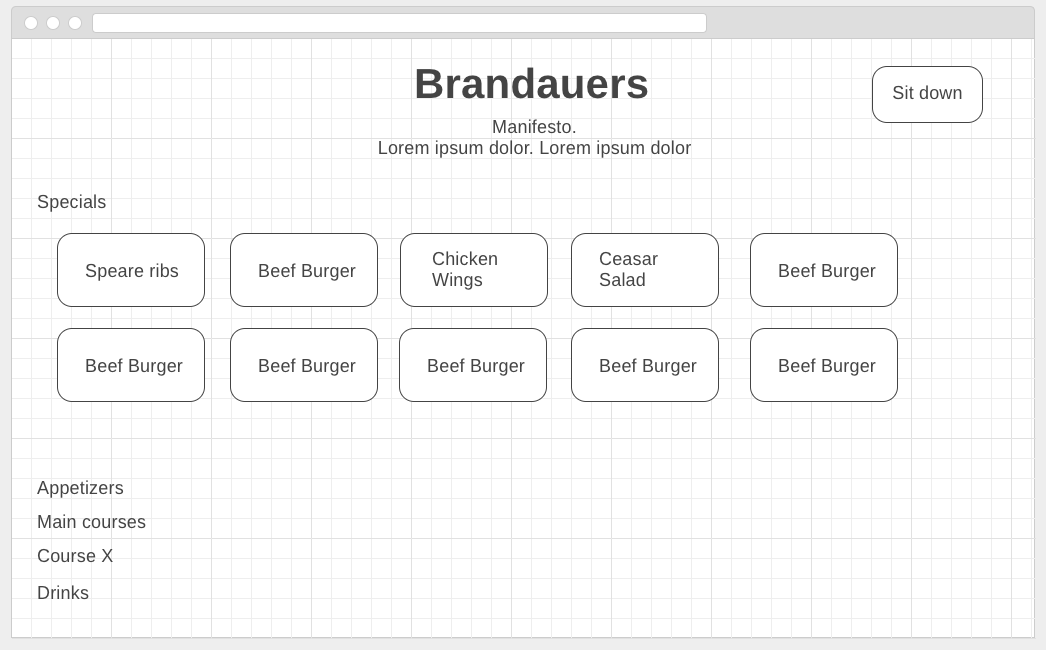 Brandauers
Sit down
Manifesto.
Lorem ipsum dolor. Lorem ipsum dolor
Specials
Speare ribs
Beef Burger
Chicken
Wings
Ceasar
Salad
Beef Burger
Beef Burger
Beef Burger
Beef Burger
Beef Burger
Beef Burger
Appetizers
Main courses
Course X
Drinks